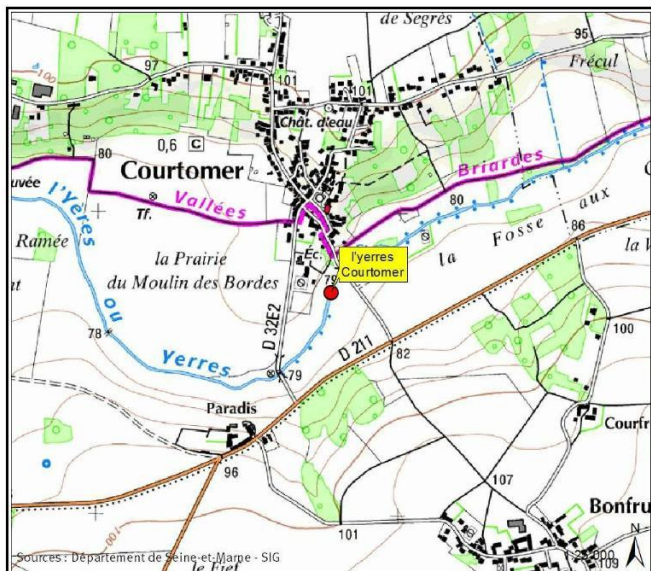 de Segrès
95
Frécul
97
100
101
101
Chât. d'eau
80
0,6
C
Courtomer
Briardes
uvée
l'Yères
Vallées
Tf.
80
aux
Fosse
la
86
Ramée
la Prairie
du Moulin des Bordes
Éc.
79
l'yerres
Courtomer
ou
78
D 32E2
Yerres
D 211
79
82
100
Paradis
Courfr
96
107
Bonfru
101
N
Sources : Département de Seine-et-Marne - SIG
le Fief
109
100